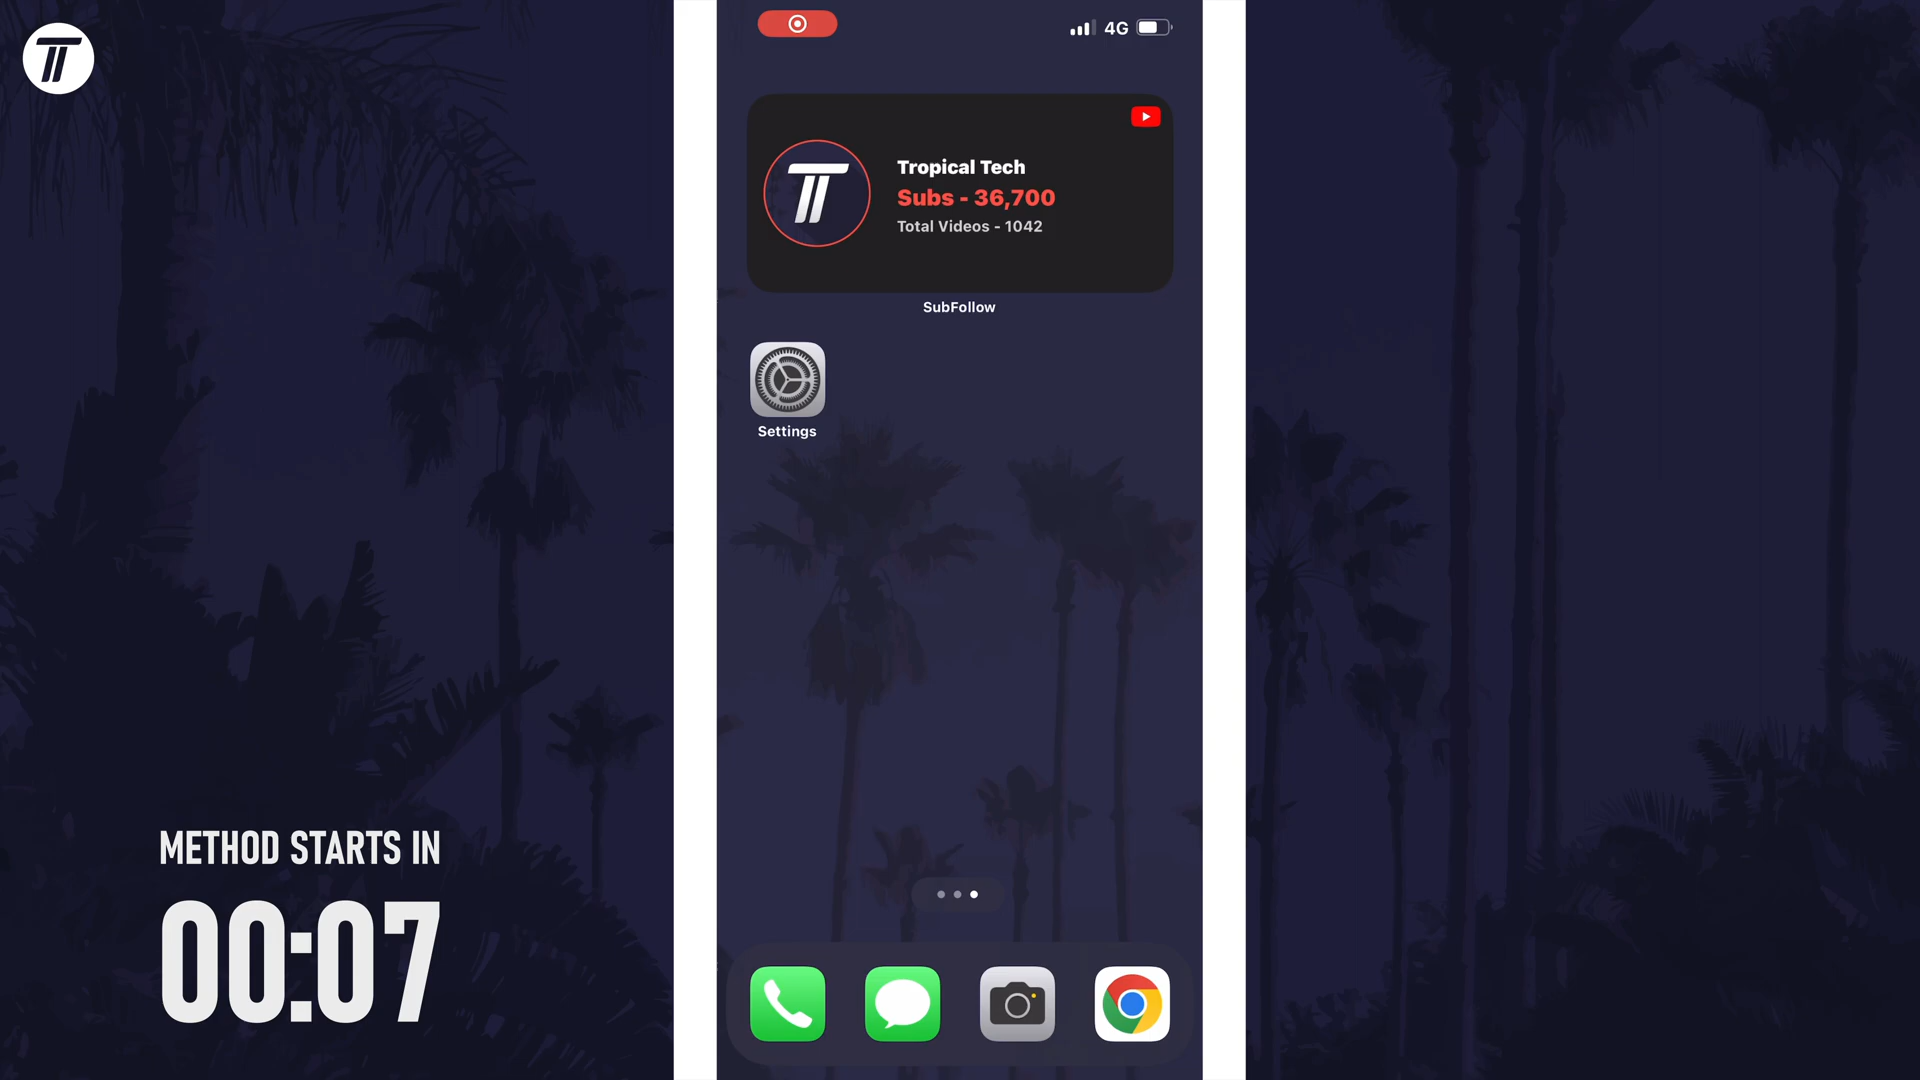 4G
Tropical Tech
Subs - 36,700
Total Videos - 1042
SubFollow
Settings
METHOD STARTS IN
00:07